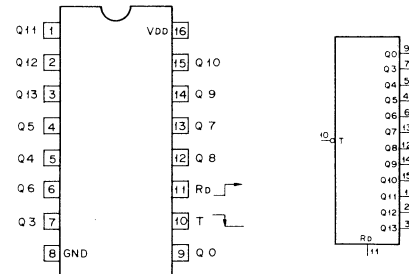 Q11 1 VDD 16
Q12 2 15 Q10
Q13 3 14 Q9
Q5 4 13 Q7
Q4 5 12 Q8
Q6 6 11 RD
Q3 7 10 T
8 GND 9 Q0
10 T
Q0 9
Q3 7
Q4 5
Q5 4
Q6 6
Q7 13
Q8 12
Q9 14
Q10 15
Q11 1
Q12 2
Q13 3
RD
11